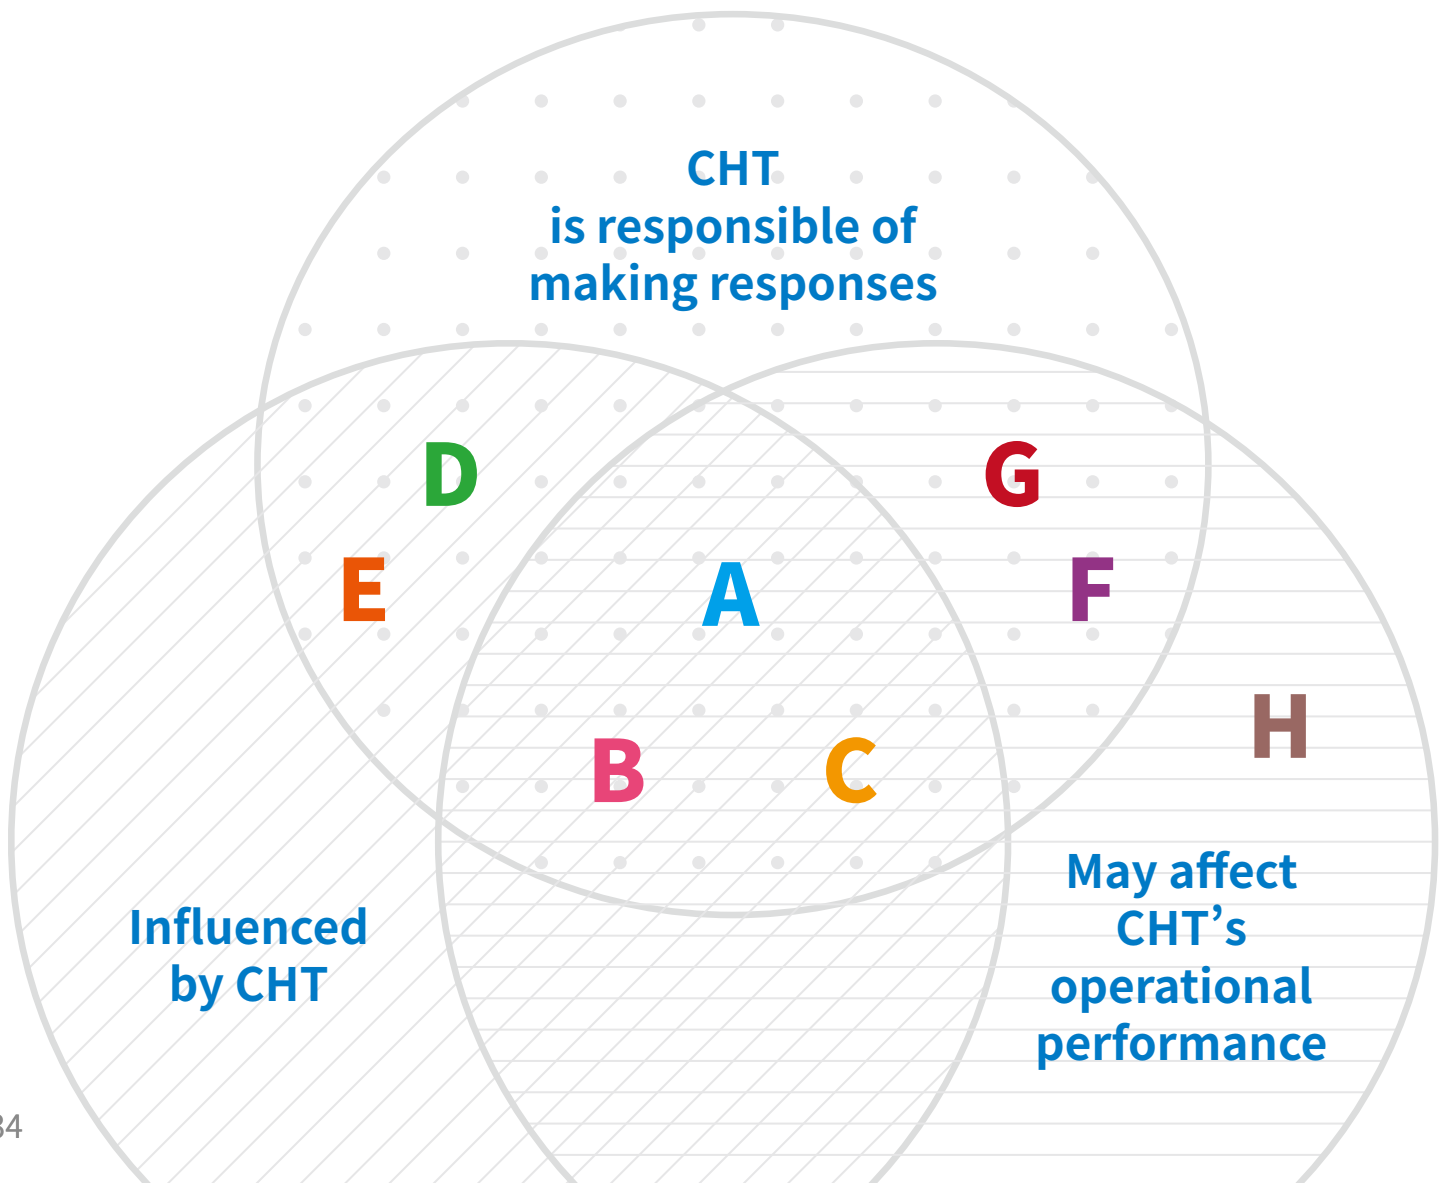 CHT
is responsible of
making responses
D
G
E
A
F
H
B
C
May affect
CHT’s
operational
performance
Influenced
by CHT